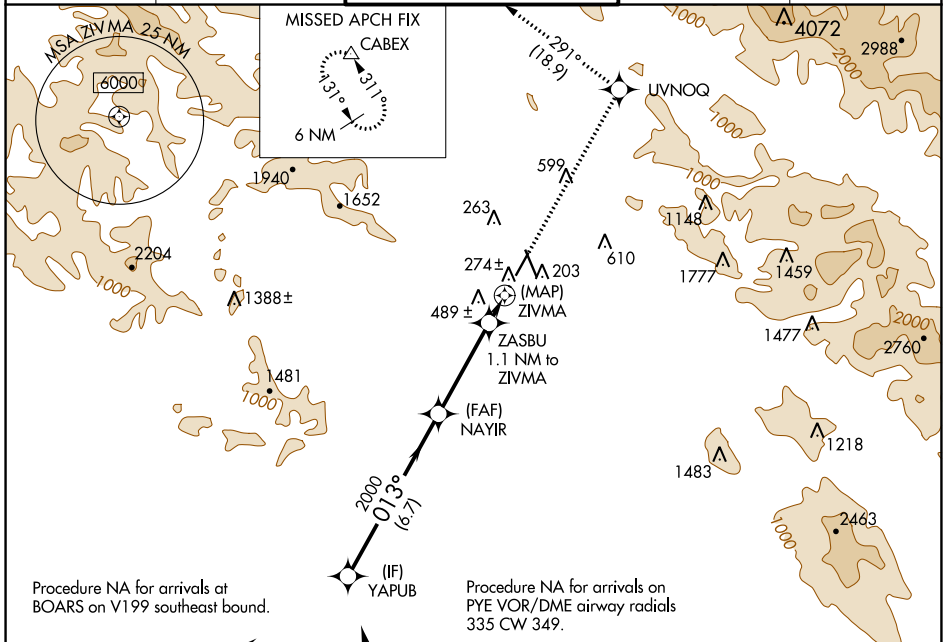 MSA ZIVMA 25 NM
6000
MISSED APCH FIX
CABEX
131°
311°
6 NM
291°
(18.9)
UVNOQ
1000
4072
2988
2000
1000
1000
1940
1652
599
263
1148
2204
1000
1388±
274±
203
610
1777
1459
(MAP)
ZIVMA
489 ±
ZASBU
1.1 NM to
ZIVMA
1477
2000
2760
1481
1000
(FAF)
NAYIR
1218
1483
2000
013°
(6.7)
2463
1000
(IF)
YAPUB
Procedure NA for arrivals at
BOARS on V199 southeast bound.
Procedure NA for arrivals on
PYE VOR/DME airway radials
335 CW 349.